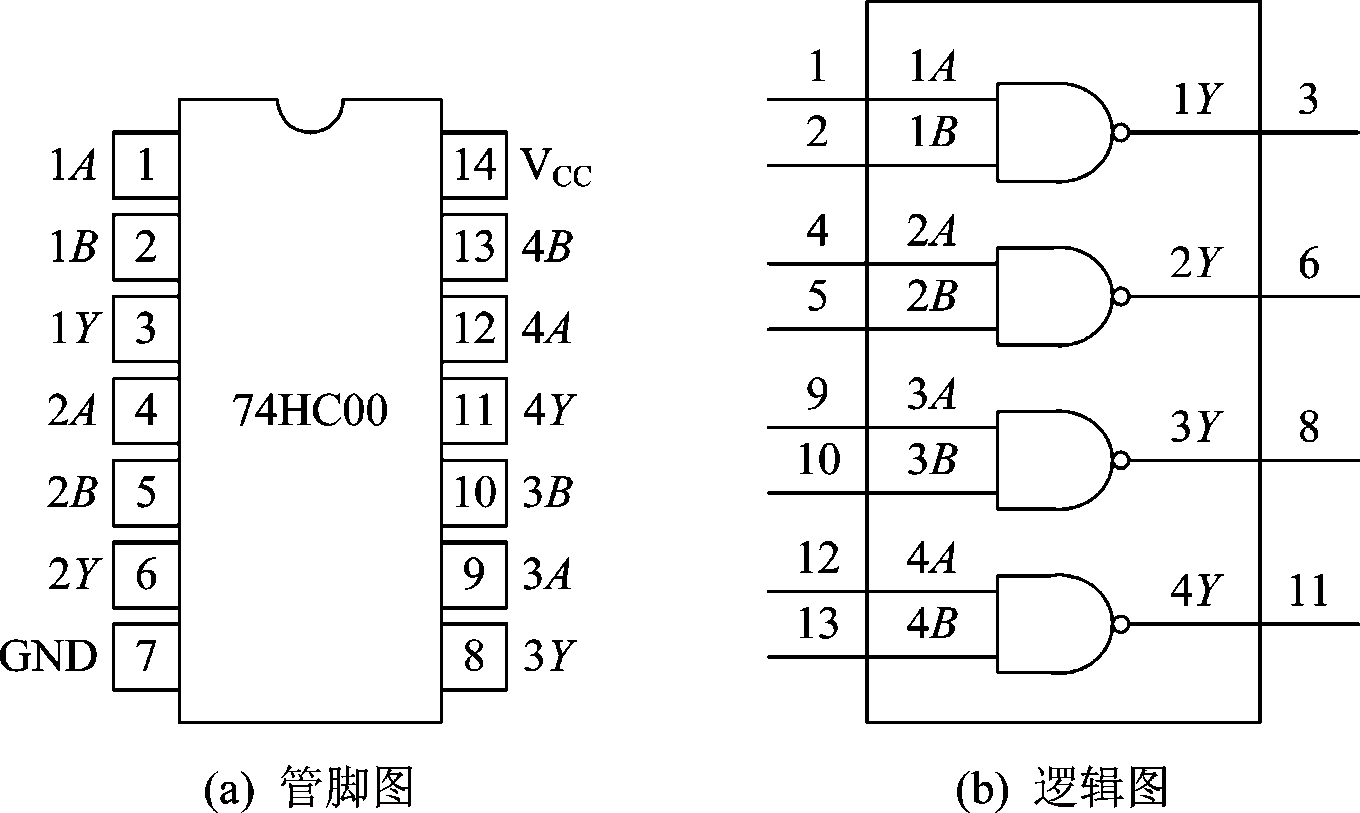 1A 1 14 VCC
1B 2 13 4B
1Y 3 12 4A
2A 4 74HC00 11 4Y
2B 5 10 3B
2Y 6 9 3A
GND 7 8 3Y
(a) 管脚图
1 1A
2 1B 1Y 3
4 2A
5 2B 2Y 6
9 3A
10 3B 3Y 8
12 4A
13 4B 4Y 11
(b) 逻辑图